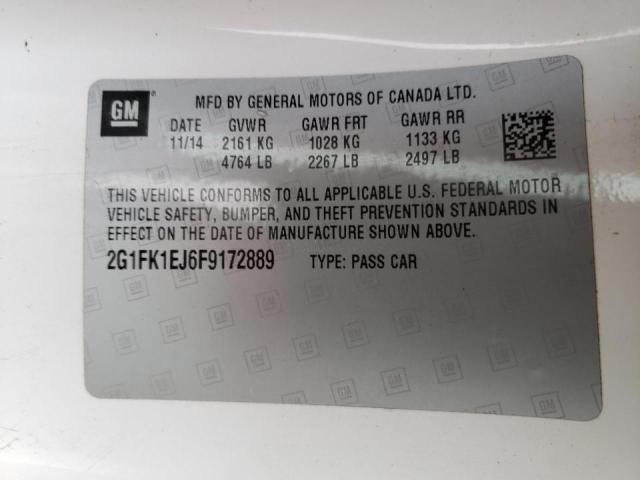 GM
MFD BY GENERAL MOTORS OF CANADA LTD.
DATE GVWR GAWR FRT GAWR RR
11/14 2161 KG 1028 KG 1133 KG
4764 LB 2267 LB 2497 LB
THIS VEHICLE CONFORMS TO ALL APPLICABLE U.S. FEDERAL MOTOR
VEHICLE SAFETY, BUMPER, AND THEFT PREVENTION STANDARDS IN
EFFECT ON THE DATE OF MANUFACTURE SHOWN ABOVE.
2G1FK1EJ6F9172889 TYPE: PASS CAR